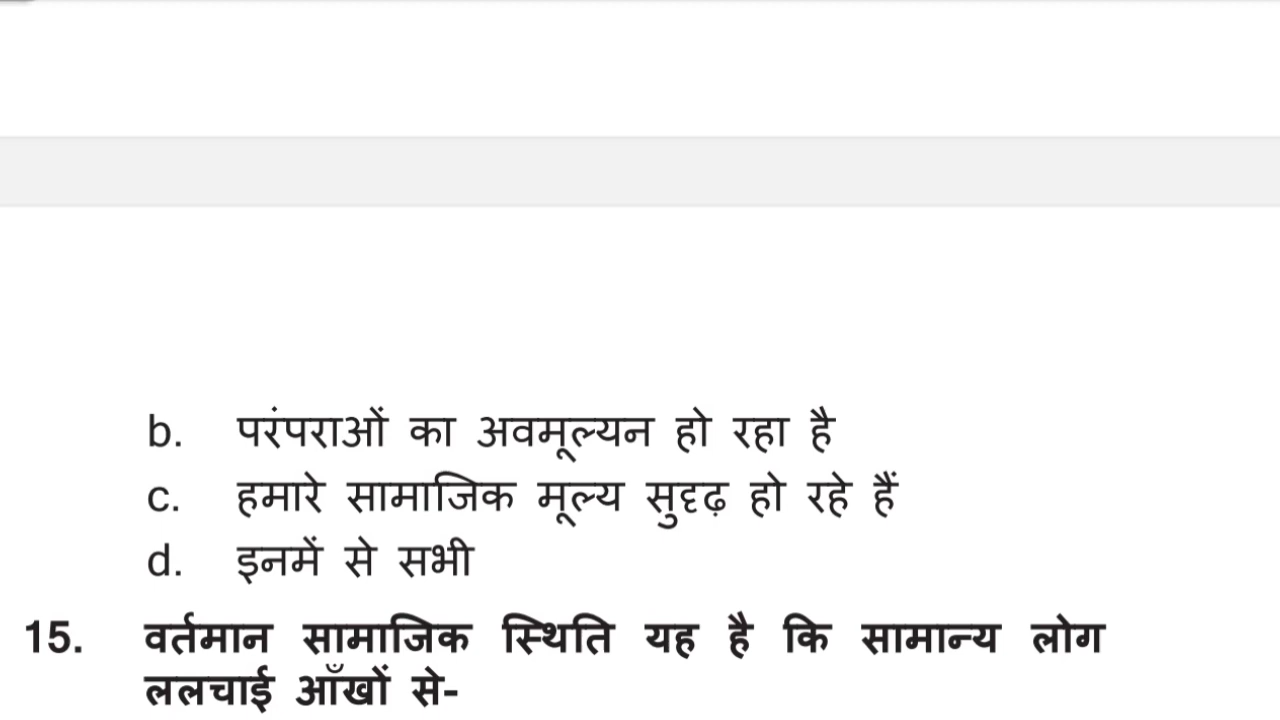 b. परंपराओं का अवमूल्यन हो रहा है
c. हमारे सामाजिक मूल्य सुदृढ़ हो रहे हैं
d. इनमें से सभी
15. वर्तमान सामाजिक स्थिति यह है कि सामान्य लोग
ललचाई आँखों से-